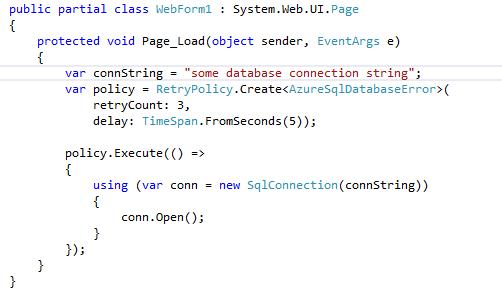 public partial class WebForm1 : System.Web.UI.Page
{
    protected void Page_Load(object sender, EventArgs e)
    {
        var connString = "some database connection string";
        var policy = RetryPolicy.Create<AzureSqlDatabaseError>(
            retryCount: 3,
            delay: TimeSpan.FromSeconds(5));

        policy.Execute(() =>
        {
            using (var conn = new SqlConnection(connString))
            {
                conn.Open();
            }
        });
    }
}